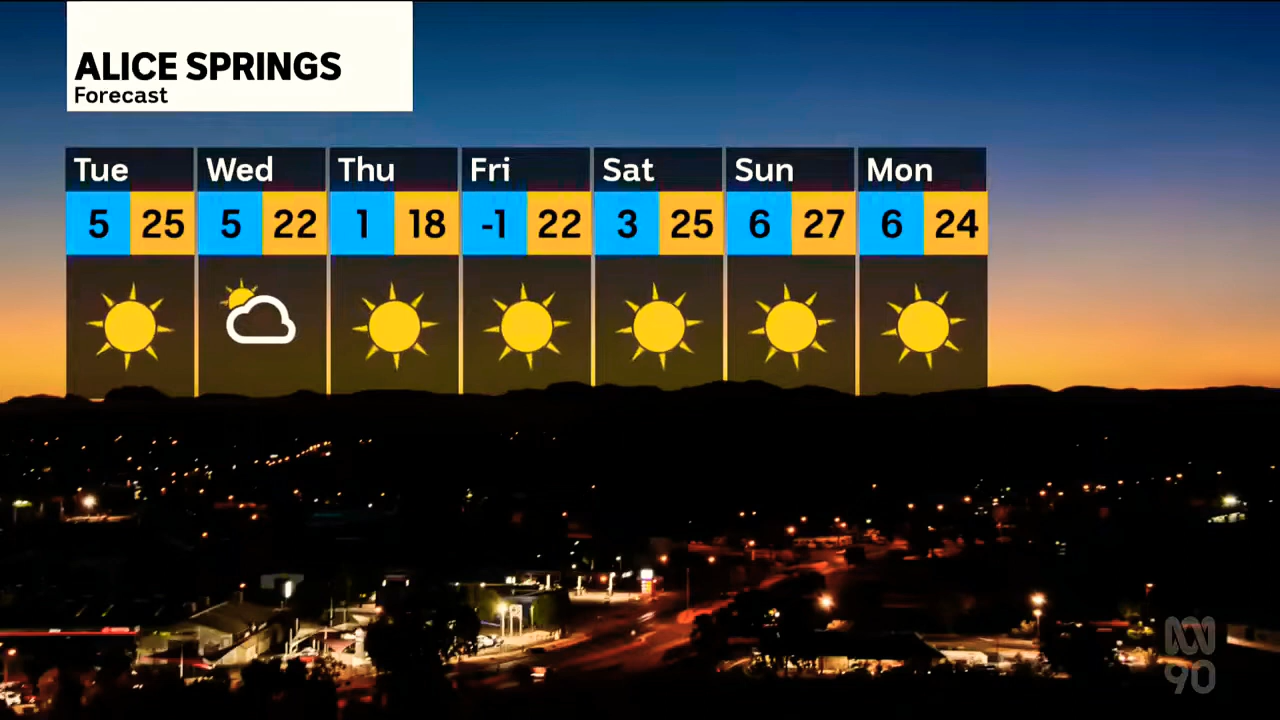 ALICE SPRINGS
Forecast
Tue Wed Thu Fri Sat Sun Mon
5 25 5 22 1 18 -1 22 3 25 6 27 6 24
90